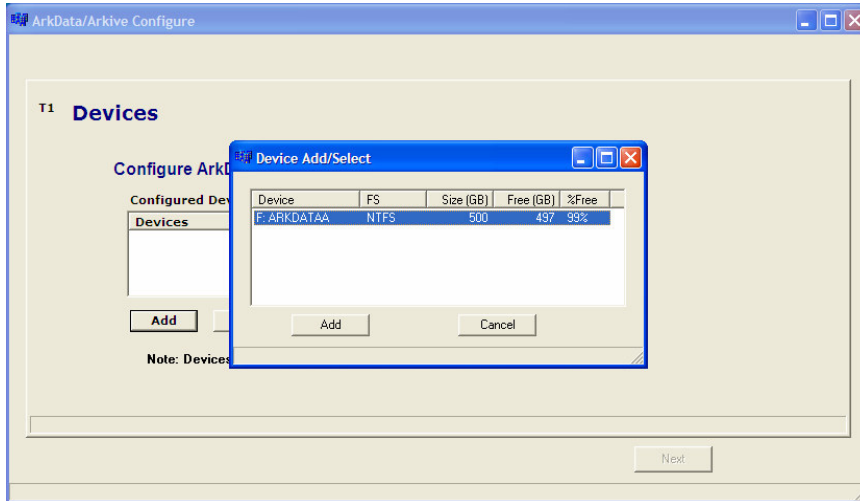 ArkData/Arkive Configure
T1 Devices
Configure ArkD
Configured Dev
Devices
Add
Note: Devices
Device Add/Select
Device FS Size (GB) Free (GB) %Free
F: ARKDATAA NTFS 500 497 99%
Add Cancel
Next